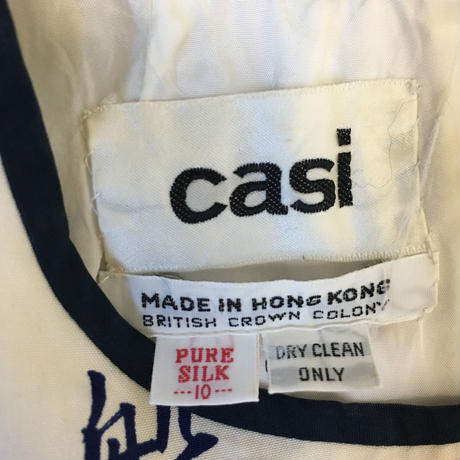 casi
MADE IN HONG KONG
BRITISH CROWN COLONY
PURE
SILK
---10---
DRY CLEAN
ONLY